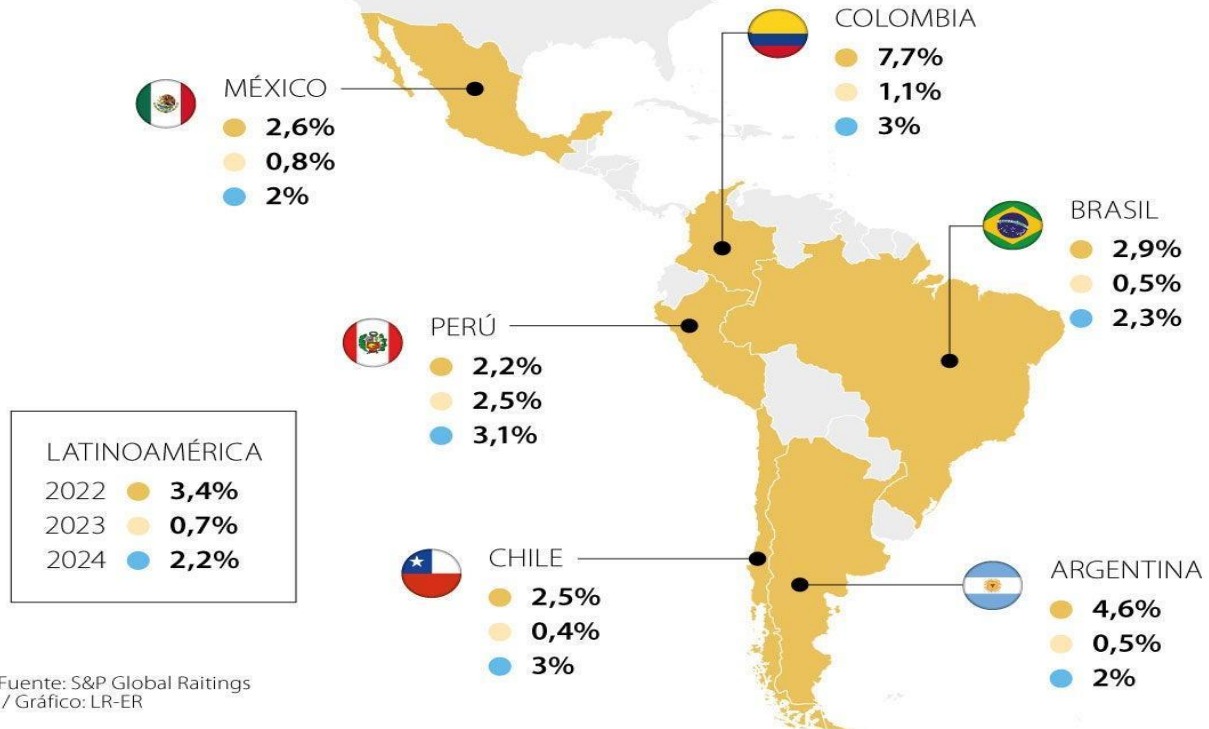 COLOMBIA
7,7%
1,1%
3%
MÉXICO
2,6%
0,8%
2%
BRASIL
2,9%
0,5%
2,3%
PERÚ
2,2%
2,5%
3,1%
LATINOAMÉRICA
2022 3,4%
2023 0,7%
2024 2,2%
CHILE
2,5%
0,4%
3%
ARGENTINA
4,6%
0,5%
2%
Fuente: S&P Global Raitings
/ Gráfico: LR-ER